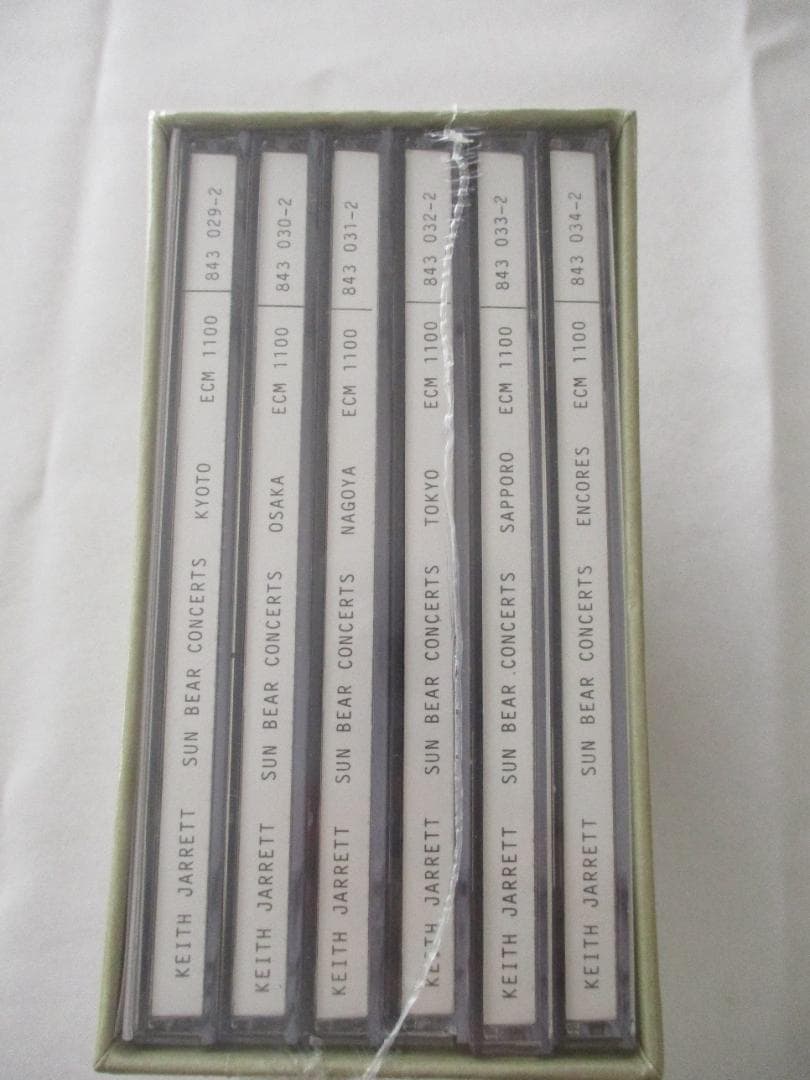 KEITH JARRETT SUN BEAR CONCERTS KYOTO ECM 1100 843 029-2
KEITH JARRETT SUN BEAR CONCERTS OSAKA ECM 1100 843 030-2
KEITH JARRETT SUN BEAR CONCERTS NAGOYA ECM 1100 843 031-2
KEITH JARRETT SUN BEAR CONCERTS TOKYO ECM 1100 843 032-2
KEITH JARRETT SUN BEAR CONCERTS SAPPORO ECM 1100 843 033-2
KEITH JARRETT SUN BEAR CONCERTS ENCORES ECM 1100 843 034-2